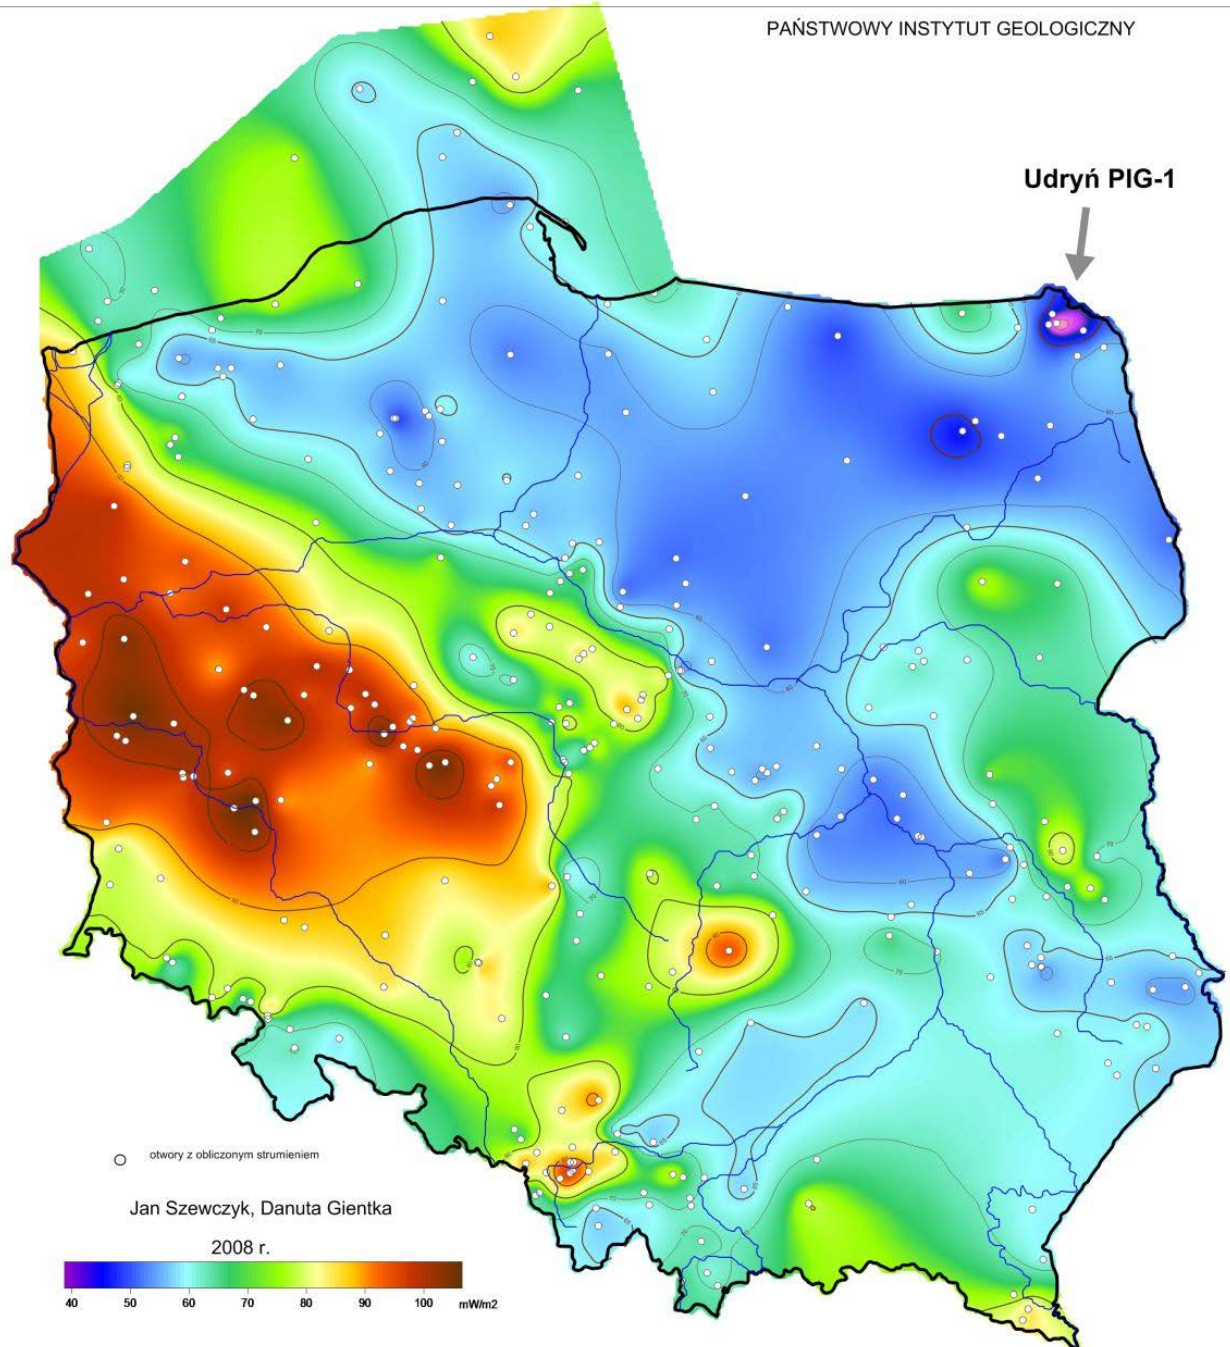 PAŃSTWOWY INSTYTUT GEOLOGICZNY
Udryń PIG-1
otwory z obliczonym strumieniem
Jan Szewczyk, Danuta Gientka
2008 r.
40 50 60 70 80 90 100 mW/m2